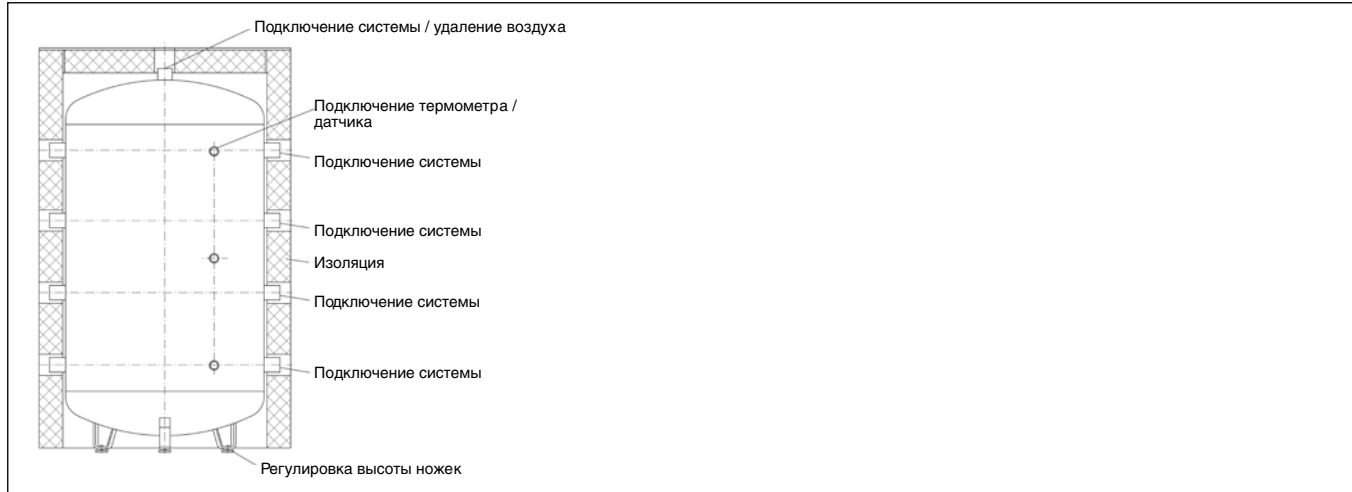 Подключение системы / удаление воздуха
Подключение термометра /
датчика
Подключение системы
Подключение системы
Изоляция
Подключение системы
Подключение системы
Регулировка высоты ножек